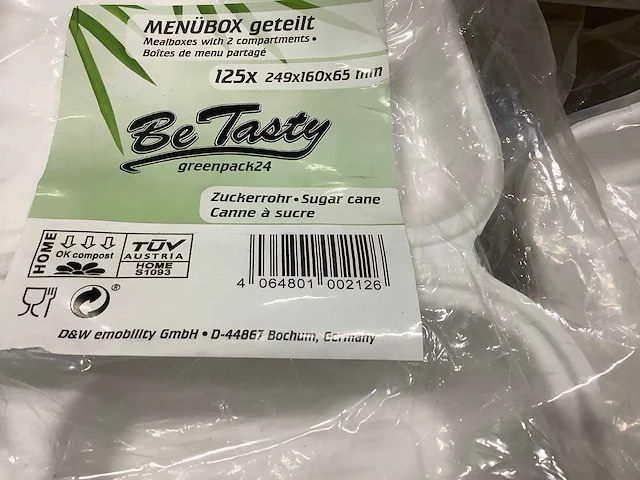 MENÜBOX geteilt
Mealboxes with 2 compartments •
Boîtes de menu partagé
125x 249x160x65 mm
Be Tasty
greenpack24
Zuckerrohr • Sugar cane
Canne à sucre
HOME
OK compost
TÜV
AUSTRIA
HOME
S1093
4 064801 002126
®
D&W emobility GmbH • D-44867 Bochum, Germany